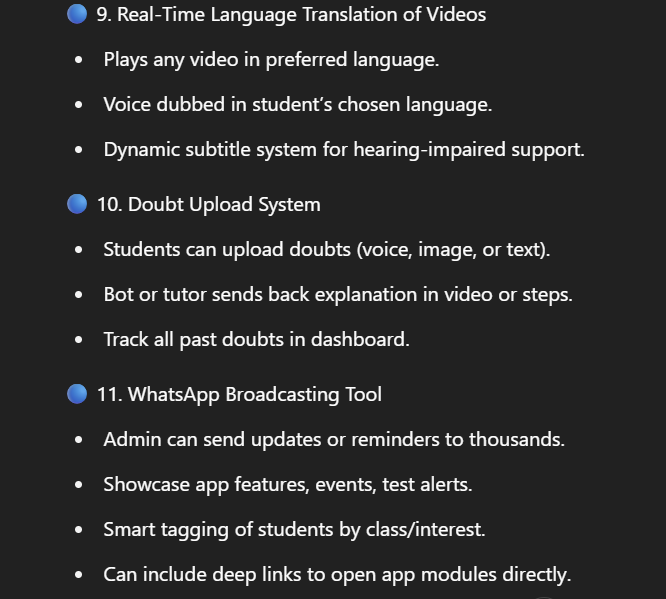 🔵 9. Real-Time Language Translation of Videos
• Plays any video in preferred language.
• Voice dubbed in student’s chosen language.
• Dynamic subtitle system for hearing-impaired support.
🔵 10. Doubt Upload System
• Students can upload doubts (voice, image, or text).
• Bot or tutor sends back explanation in video or steps.
• Track all past doubts in dashboard.
🔵 11. WhatsApp Broadcasting Tool
• Admin can send updates or reminders to thousands.
• Showcase app features, events, test alerts.
• Smart tagging of students by class/interest.
• Can include deep links to open app modules directly.